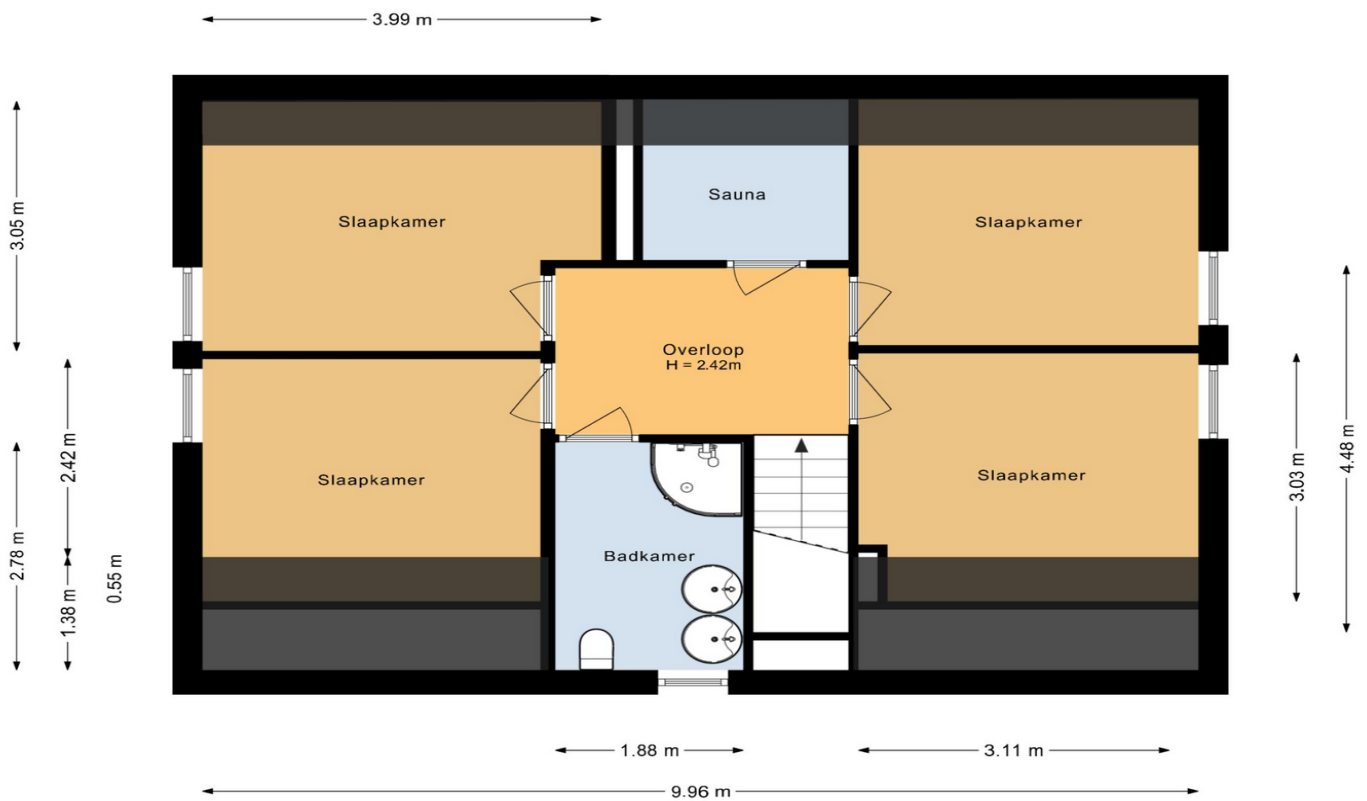 3.99 m
3.05 m
Sauna
Slaapkamer
Slaapkamer
Overloop
H = 2.42m
2.42 m
4.48 m
3.03 m
Slaapkamer
Slaapkamer
2.78 m
Badkamer
0.55 m
1.38 m
1.88 m
3.11 m
9.96 m